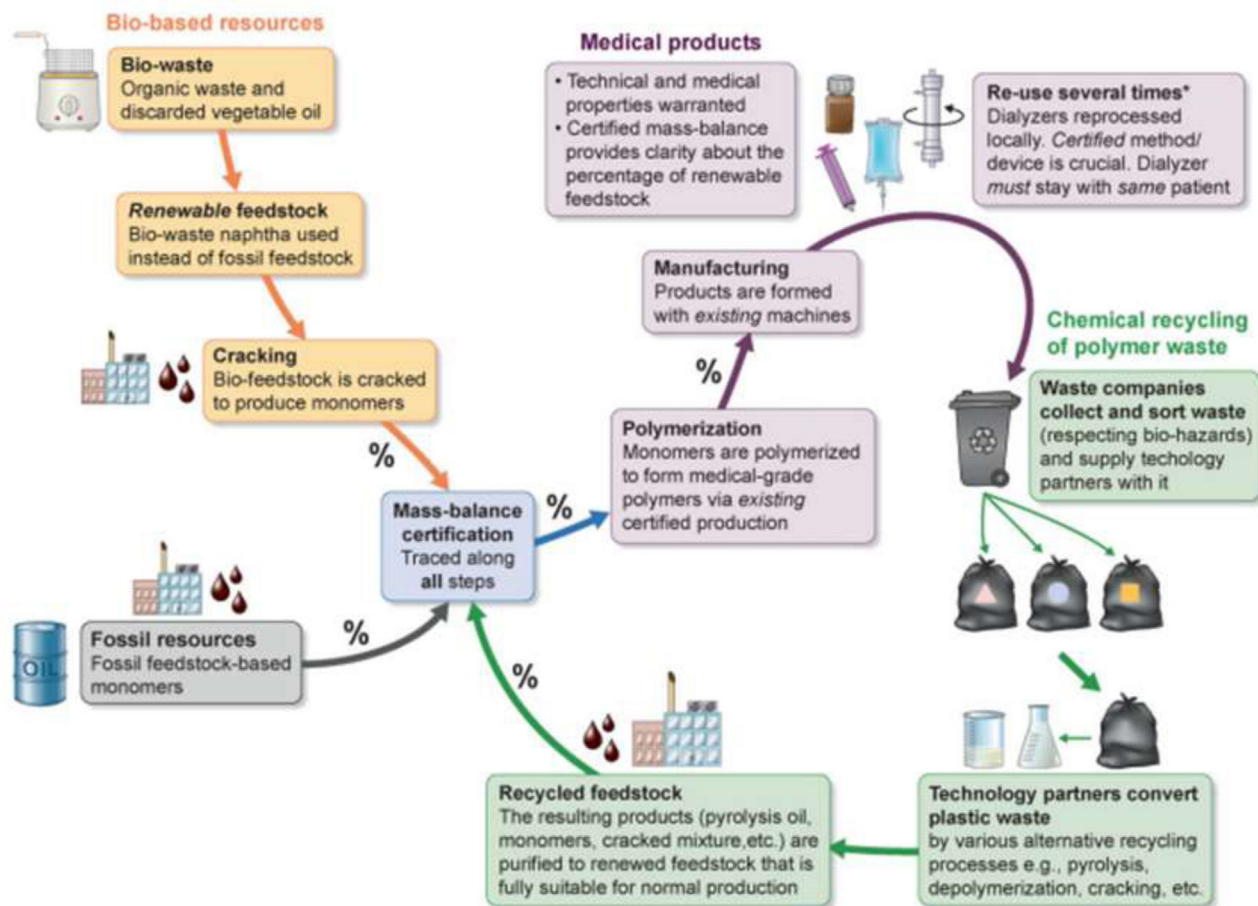 Bio-based resources
Bio-waste
Organic waste and
discarded vegetable oil
Renewable feedstock
Bio-waste naphtha used
instead of fossil feedstock
Cracking
Bio-feedstock is cracked
to produce monomers
%
Mass-balance
certification
Traced along
all steps
%
OIL
Fossil resources
Fossil feedstock-based
monomers
%
Polymerization
Monomers are polymerized
to form medical-grade
polymers via existing
certified production
%
Manufacturing
Products are formed
with existing machines
Medical products
• Technical and medical
properties warranted
• Certified mass-balance
provides clarity about the
percentage of renewable
feedstock
Re-use several times*
Dialyzers reprocessed
locally. Certified method/
device is crucial. Dialyzer
must stay with same patient
Chemical recycling
of polymer waste
Waste companies
collect and sort waste
(respecting bio-hazards)
and supply techology
partners with it
Technology partners convert
plastic waste
by various alternative recycling
processes e.g., pyrolysis,
depolymerization, cracking, etc.
Recycled feedstock
The resulting products (pyrolysis oil,
monomers, cracked mixture,etc.) are
purified to renewed feedstock that is
fully suitable for normal production
%